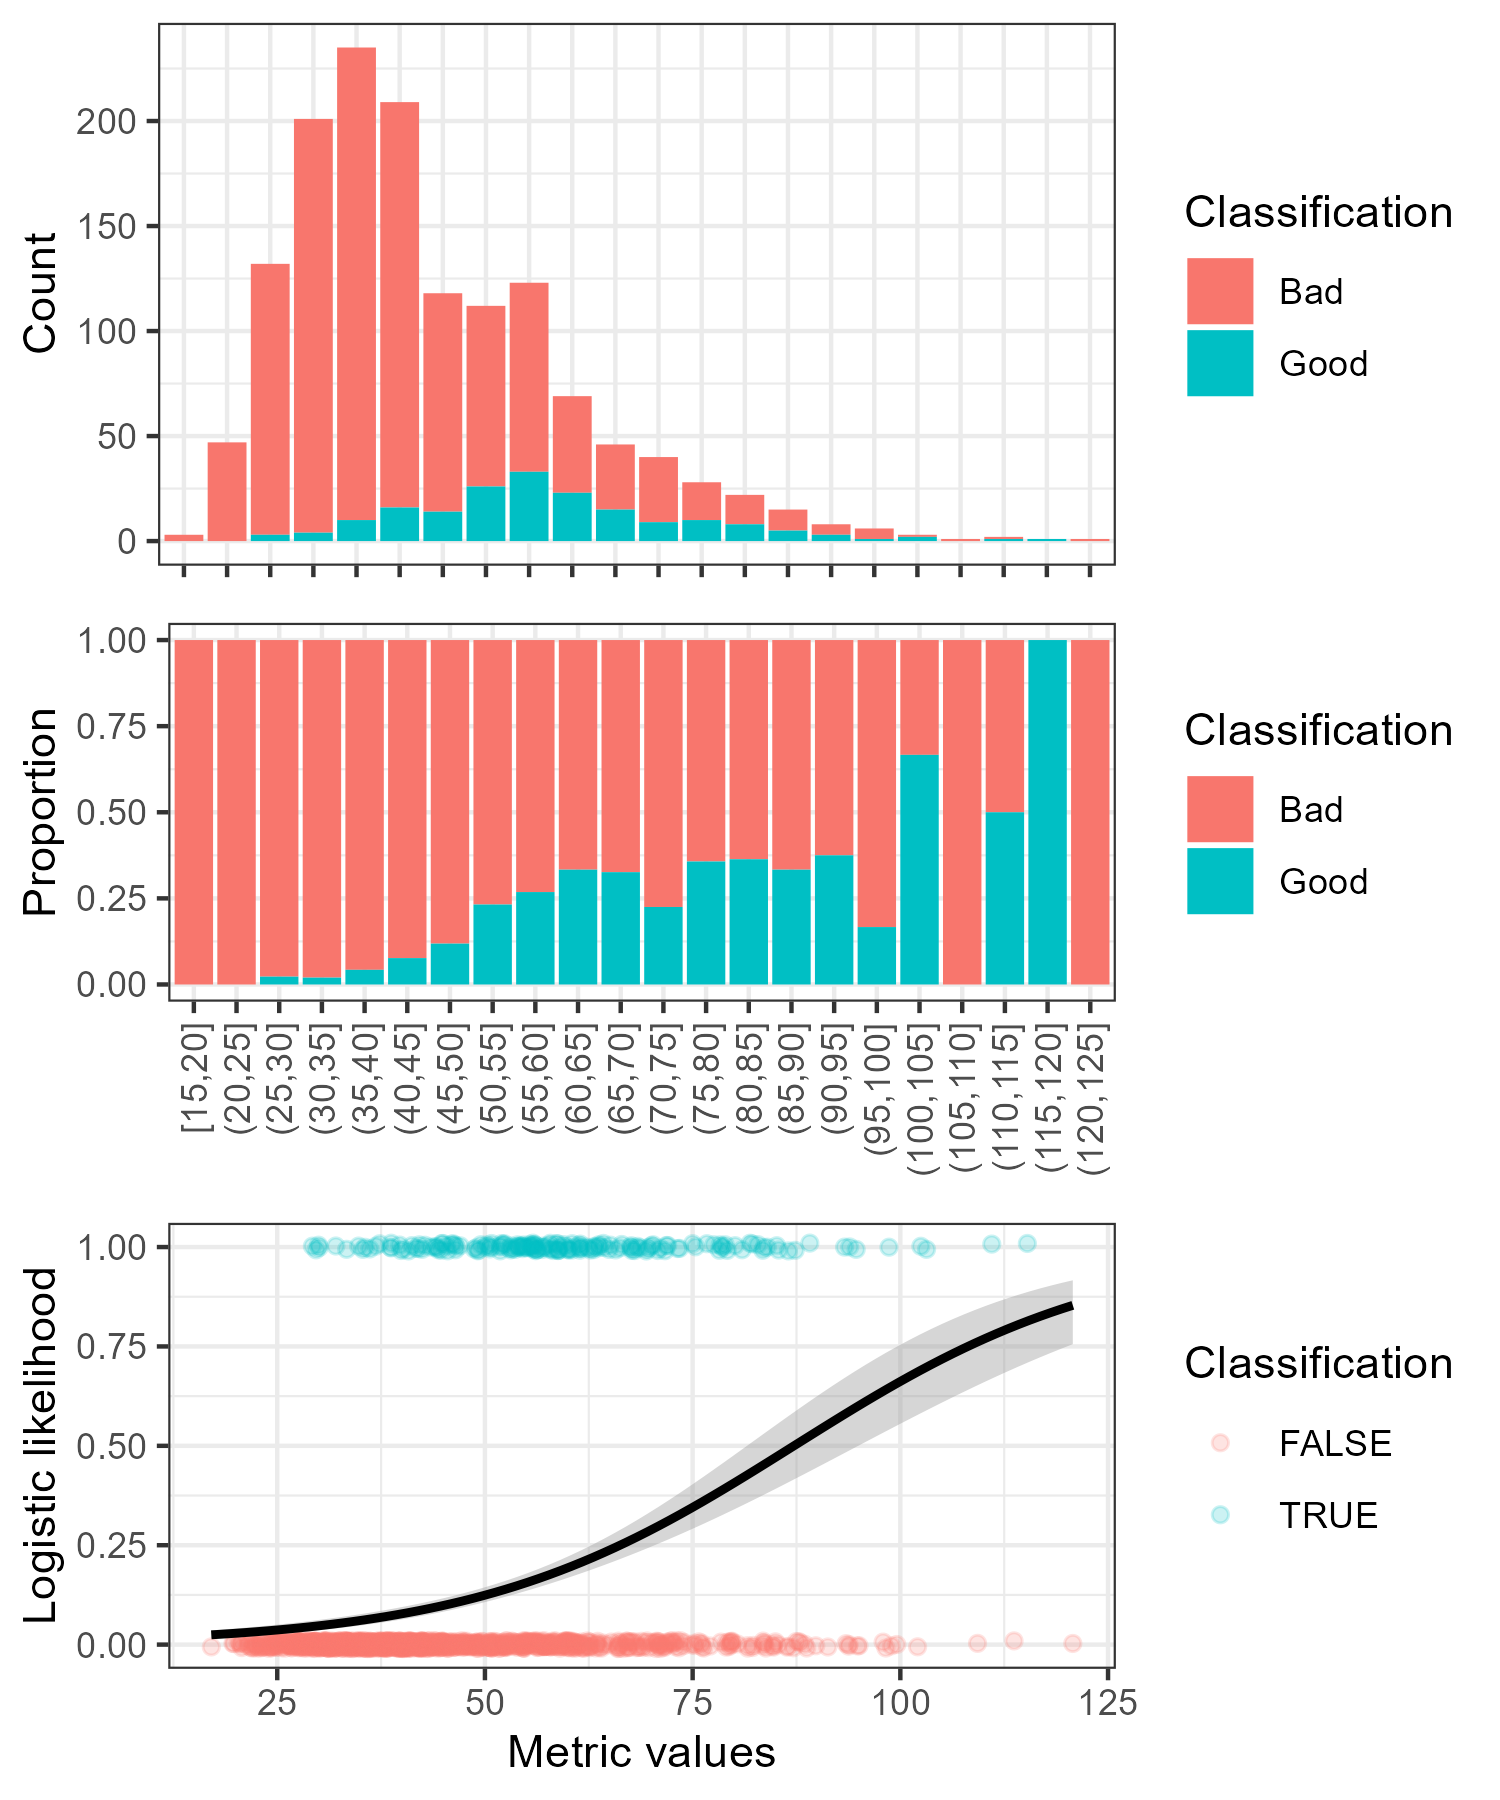 Count
200
150
100
50
0
Classification
Bad
Good
Proportion
1.00
0.75
0.50
0.25
0.00
[15,20]
(20,25]
(25,30]
(30,35]
(35,40]
(40,45]
(45,50]
(50,55]
(55,60]
(60,65]
(65,70]
(70,75]
(75,80]
(80,85]
(85,90]
(90,95]
(95,100]
(100,105]
(105,110]
(110,115]
(115,120]
(120,125]
Classification
Bad
Good
Logistic likelihood
1.00
0.75
0.50
0.25
0.00
25 50 75 100 125
Metric values
Classification
FALSE
TRUE